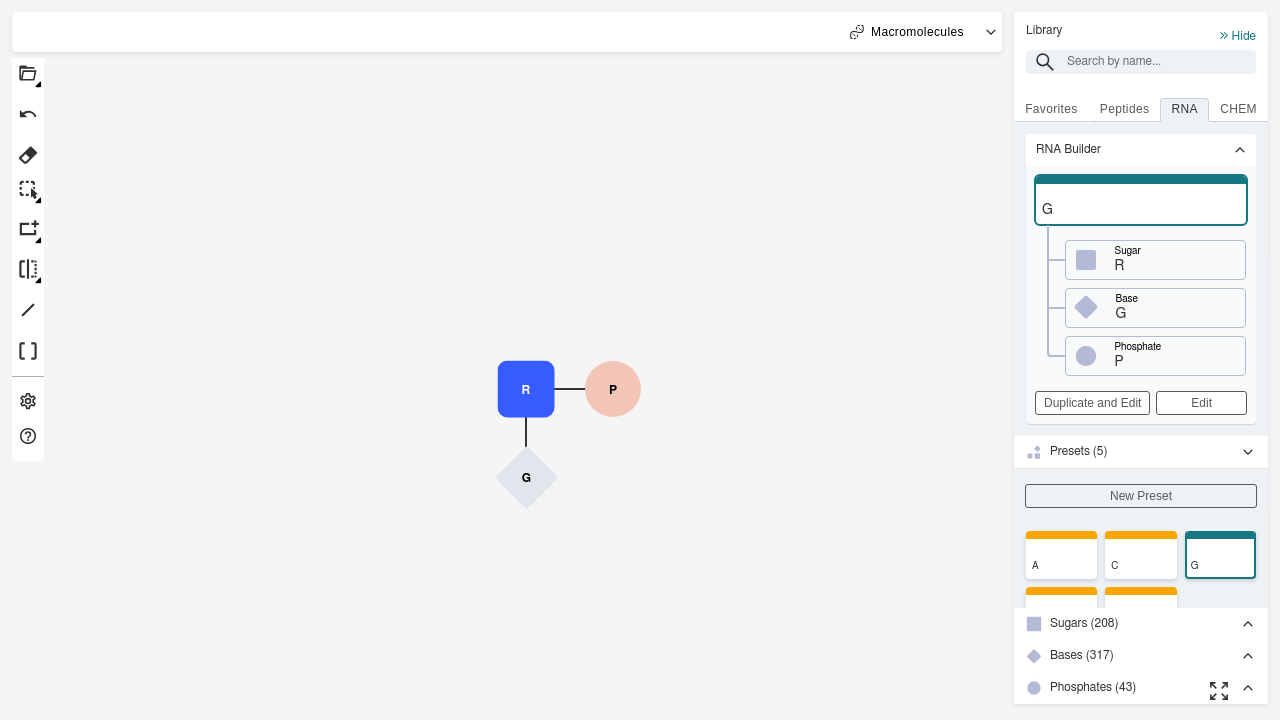 Macromolecules
Library
Hide
Search by name...
Favorites
Peptides
RNA
CHEM
RNA Builder
G
Sugar
R
Base
G
Phosphate
P
Duplicate and Edit
Edit
Presets (5)
New Preset
A
C
G
Sugars (208)
Bases (317)
Phosphates (43)
R
P
G